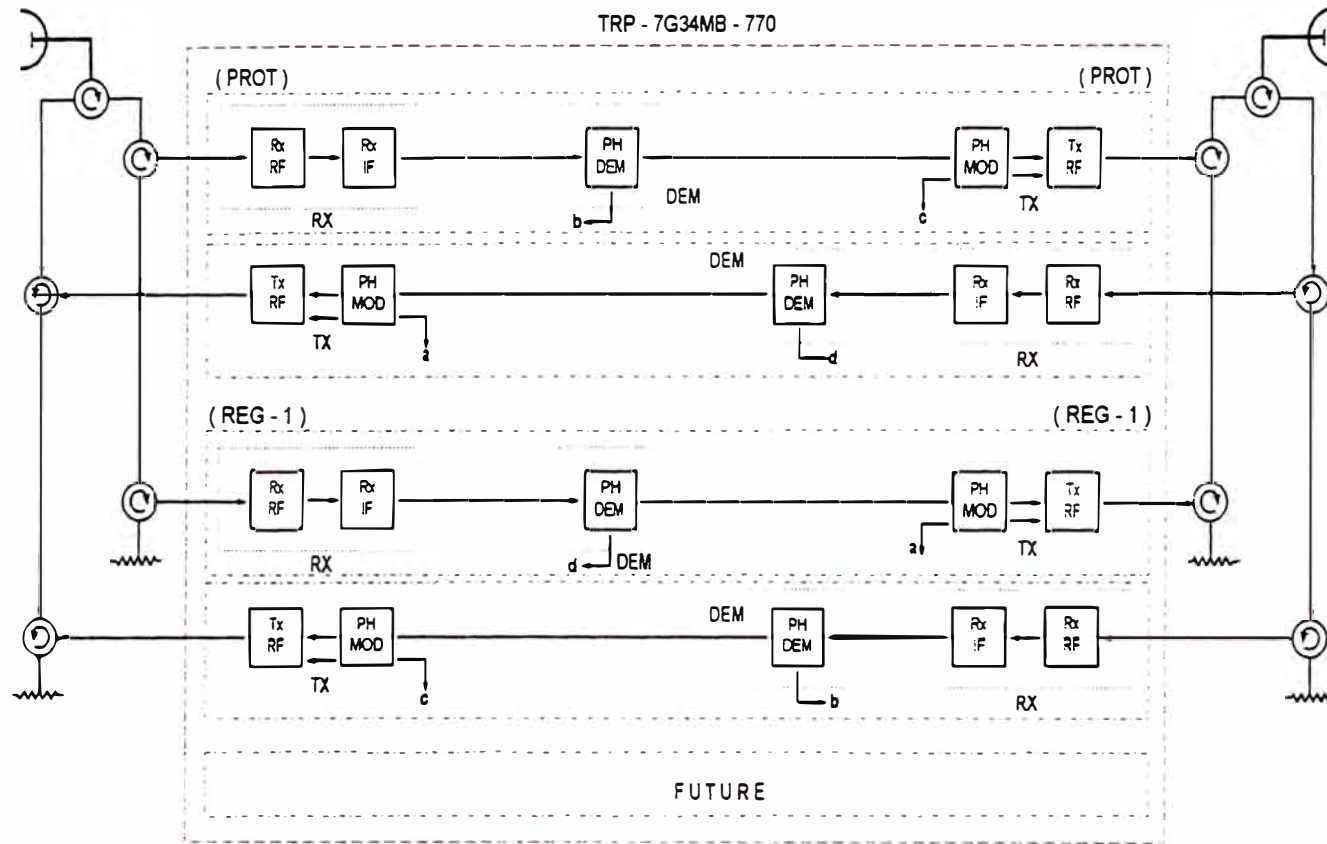 TRP - 7G34MB - 770
( PROT ) ( PROT )
Rx RF
Rx IF
PH DEM
PH MOD
Tx RF
RX
b
DEM
c
TX
DEM
Tx RF
PH MOD
PH DEM
Rx IF
Rx RF
TX
a
d
RX
( REG - 1 ) ( REG - 1 )
Rx RF
Rx IF
PH DEM
PH MOD
Tx RF
RX
d
DEM
a
TX
DEM
Tx RF
PH MOD
PH DEM
Rx IF
Rx RF
TX
c
b
RX
FUTURE